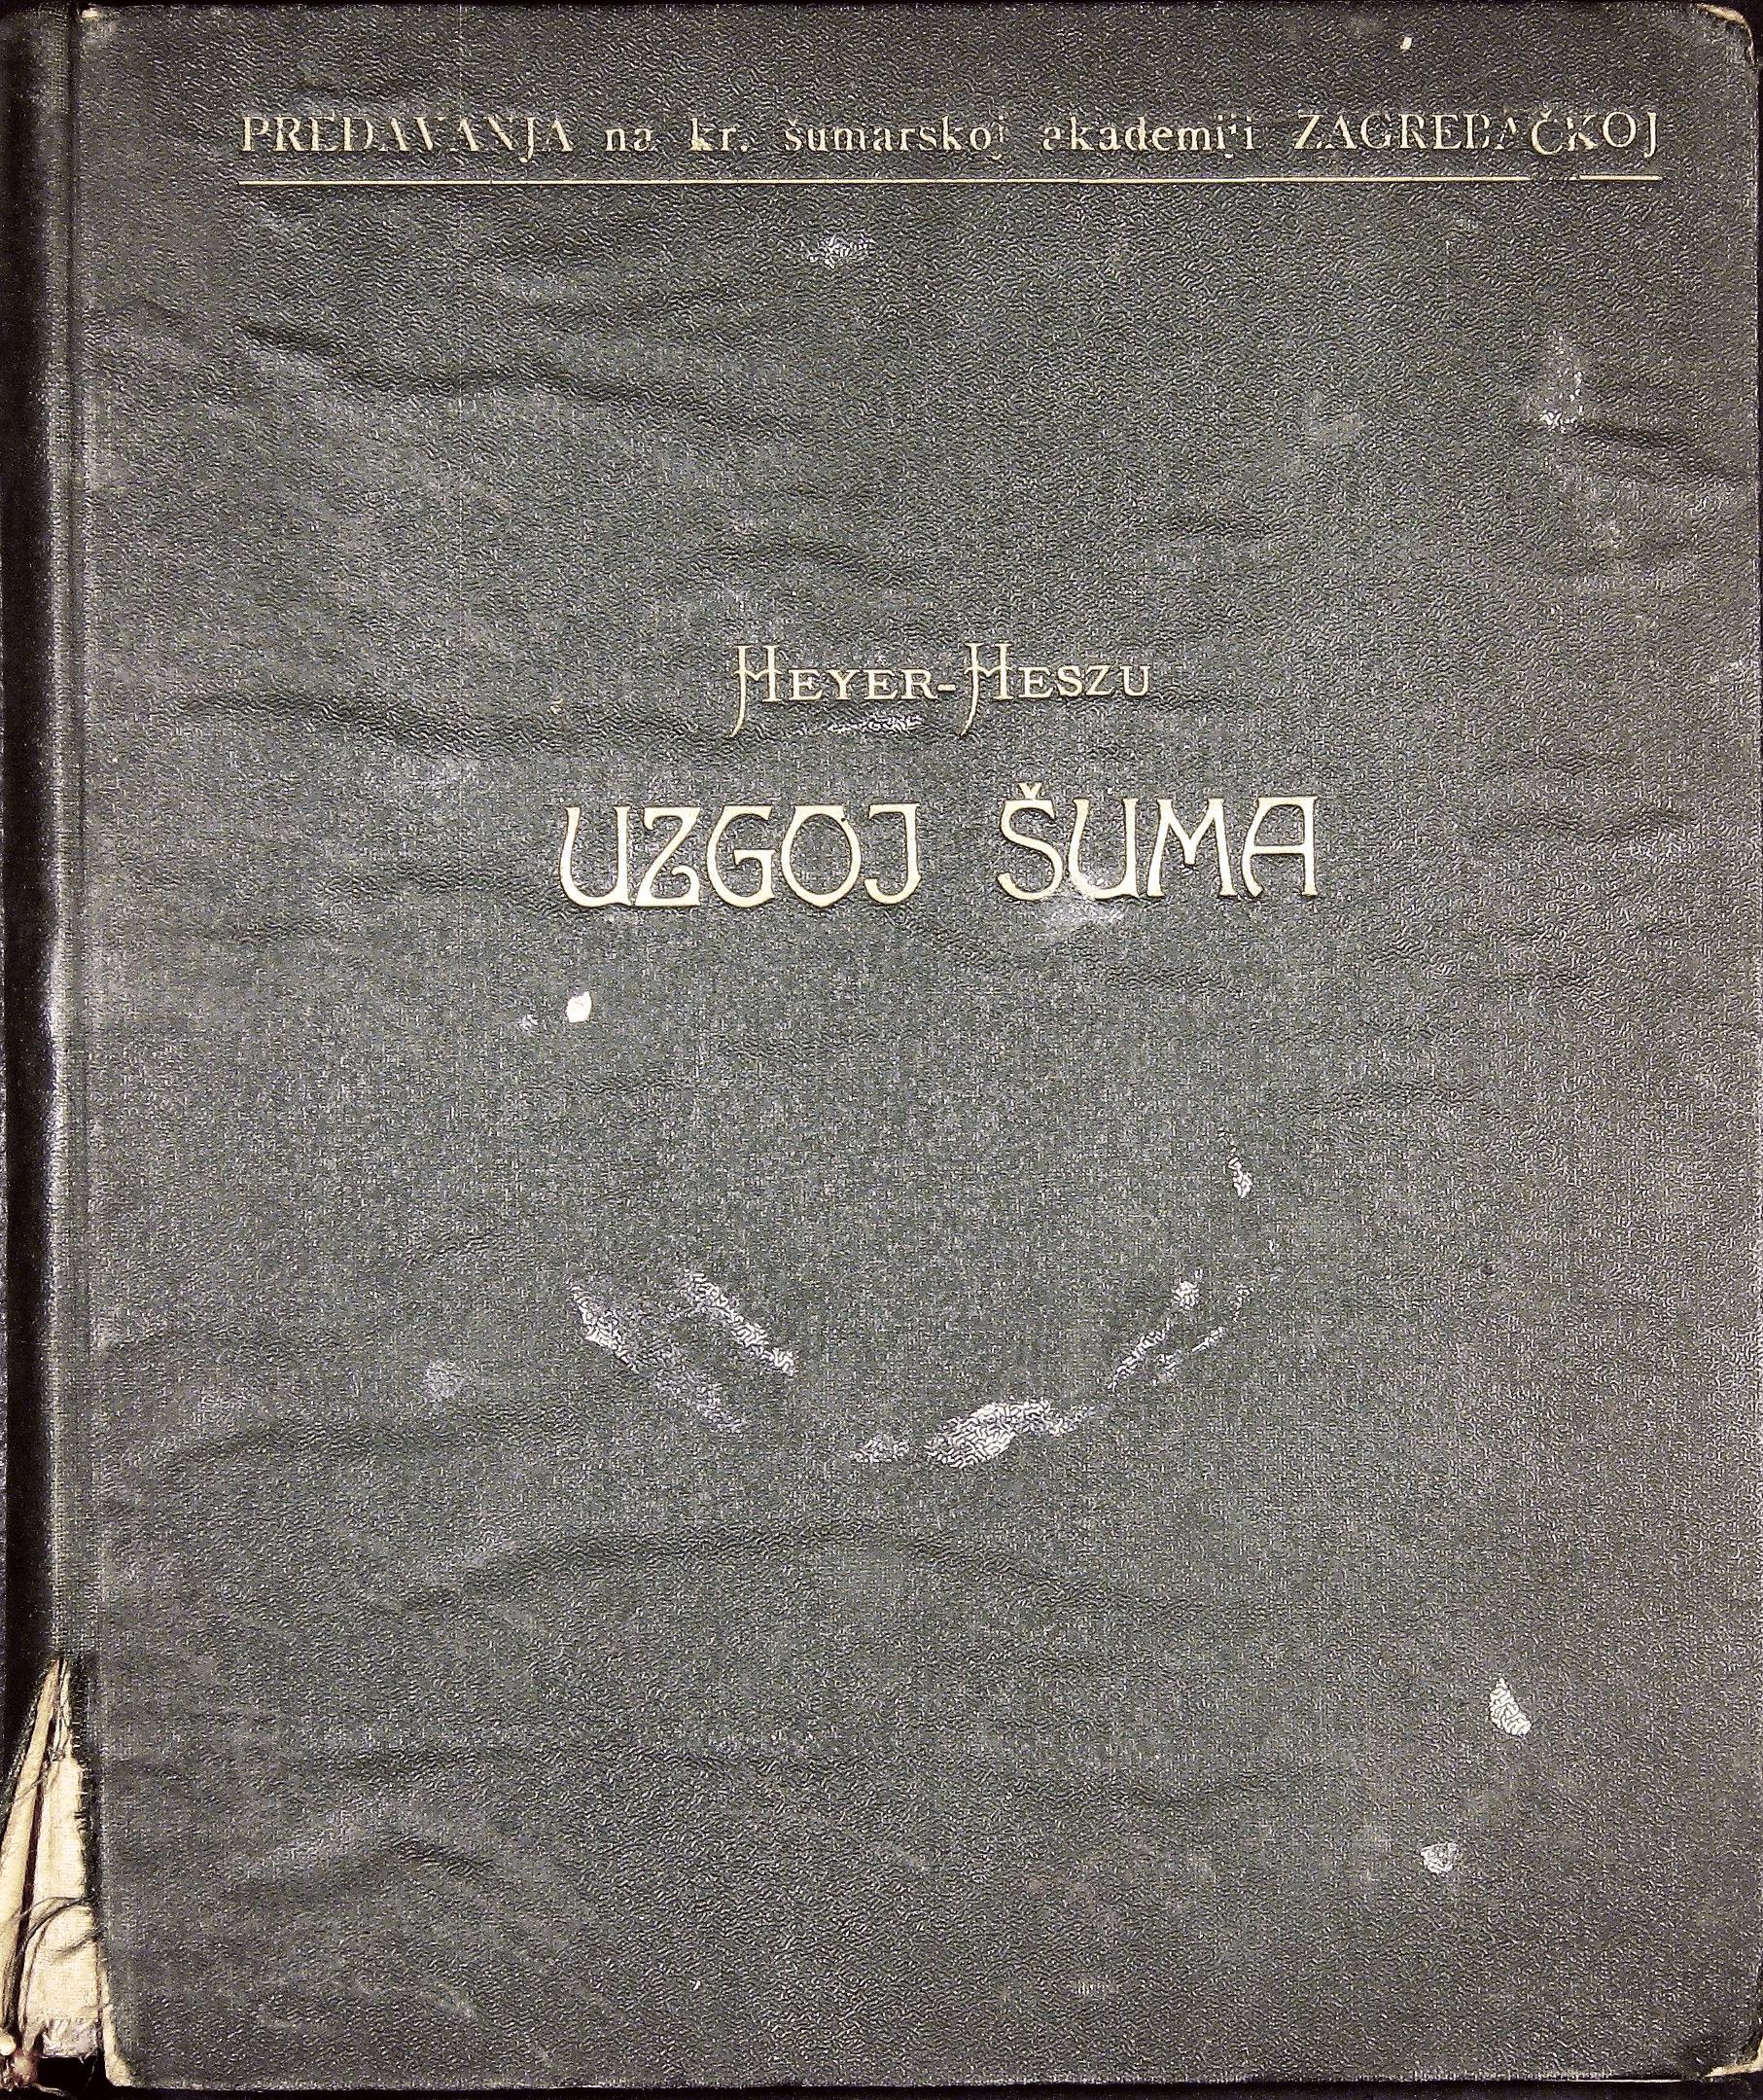 PREDAVANJA na kr. šumarskoj akademiji ZAGREBAČKOJ
HEYER-HESZU
UZGOJ ŠUMA